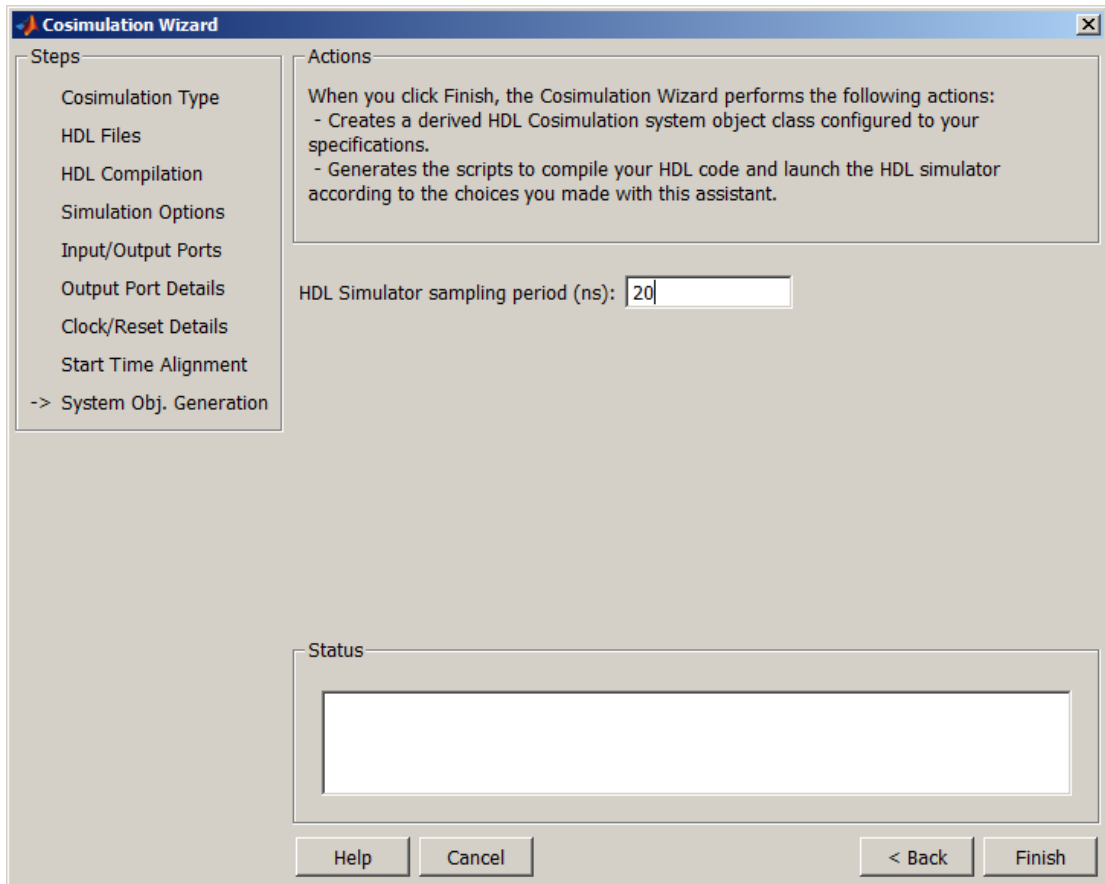 Cosimulation Wizard
Steps
Cosimulation Type
HDL Files
HDL Compilation
Simulation Options
Input/Output Ports
Output Port Details
Clock/Reset Details
Start Time Alignment
-> System Obj. Generation
Actions
When you click Finish, the Cosimulation Wizard performs the following actions:
- Creates a derived HDL Cosimulation system object class configured to your
specifications.
- Generates the scripts to compile your HDL code and launch the HDL simulator
according to the choices you made with this assistant.
HDL Simulator sampling period (ns): 20
Status
Help Cancel < Back Finish